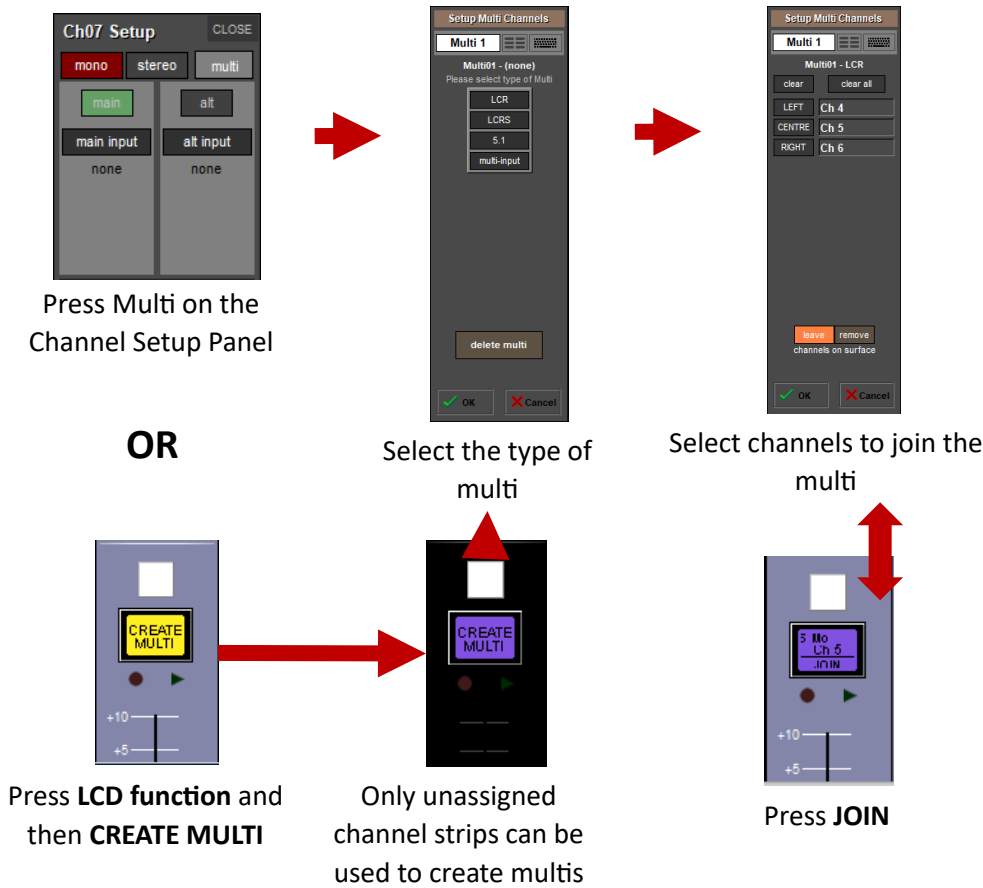 Ch07 Setup CLOSE
mono stereo multi
main alt
main input alt input
none none
Press Multi on the
Channel Setup Panel
Setup Multi Channels
Multi 1
Multi01 - (none)
Please select type of Multi
LCR
LCRS
5.1
multi-input
delete multi
OK Cancel
Select the type of
multi
Setup Multi Channels
Multi 1
Multi01 - LCR
clear clear all
LEFT Ch 4
CENTRE Ch 5
RIGHT Ch 6
leave remove
channels on surface
OK Cancel
Select channels to join the
multi
OR
CREATE
MULTI
+10
+5
Press LCD function and
then CREATE MULTI
CREATE
MULTI
Only unassigned
channel strips can be
used to create multis
5 Mo
Ch 5
JOIN
+10
+5
Press JOIN